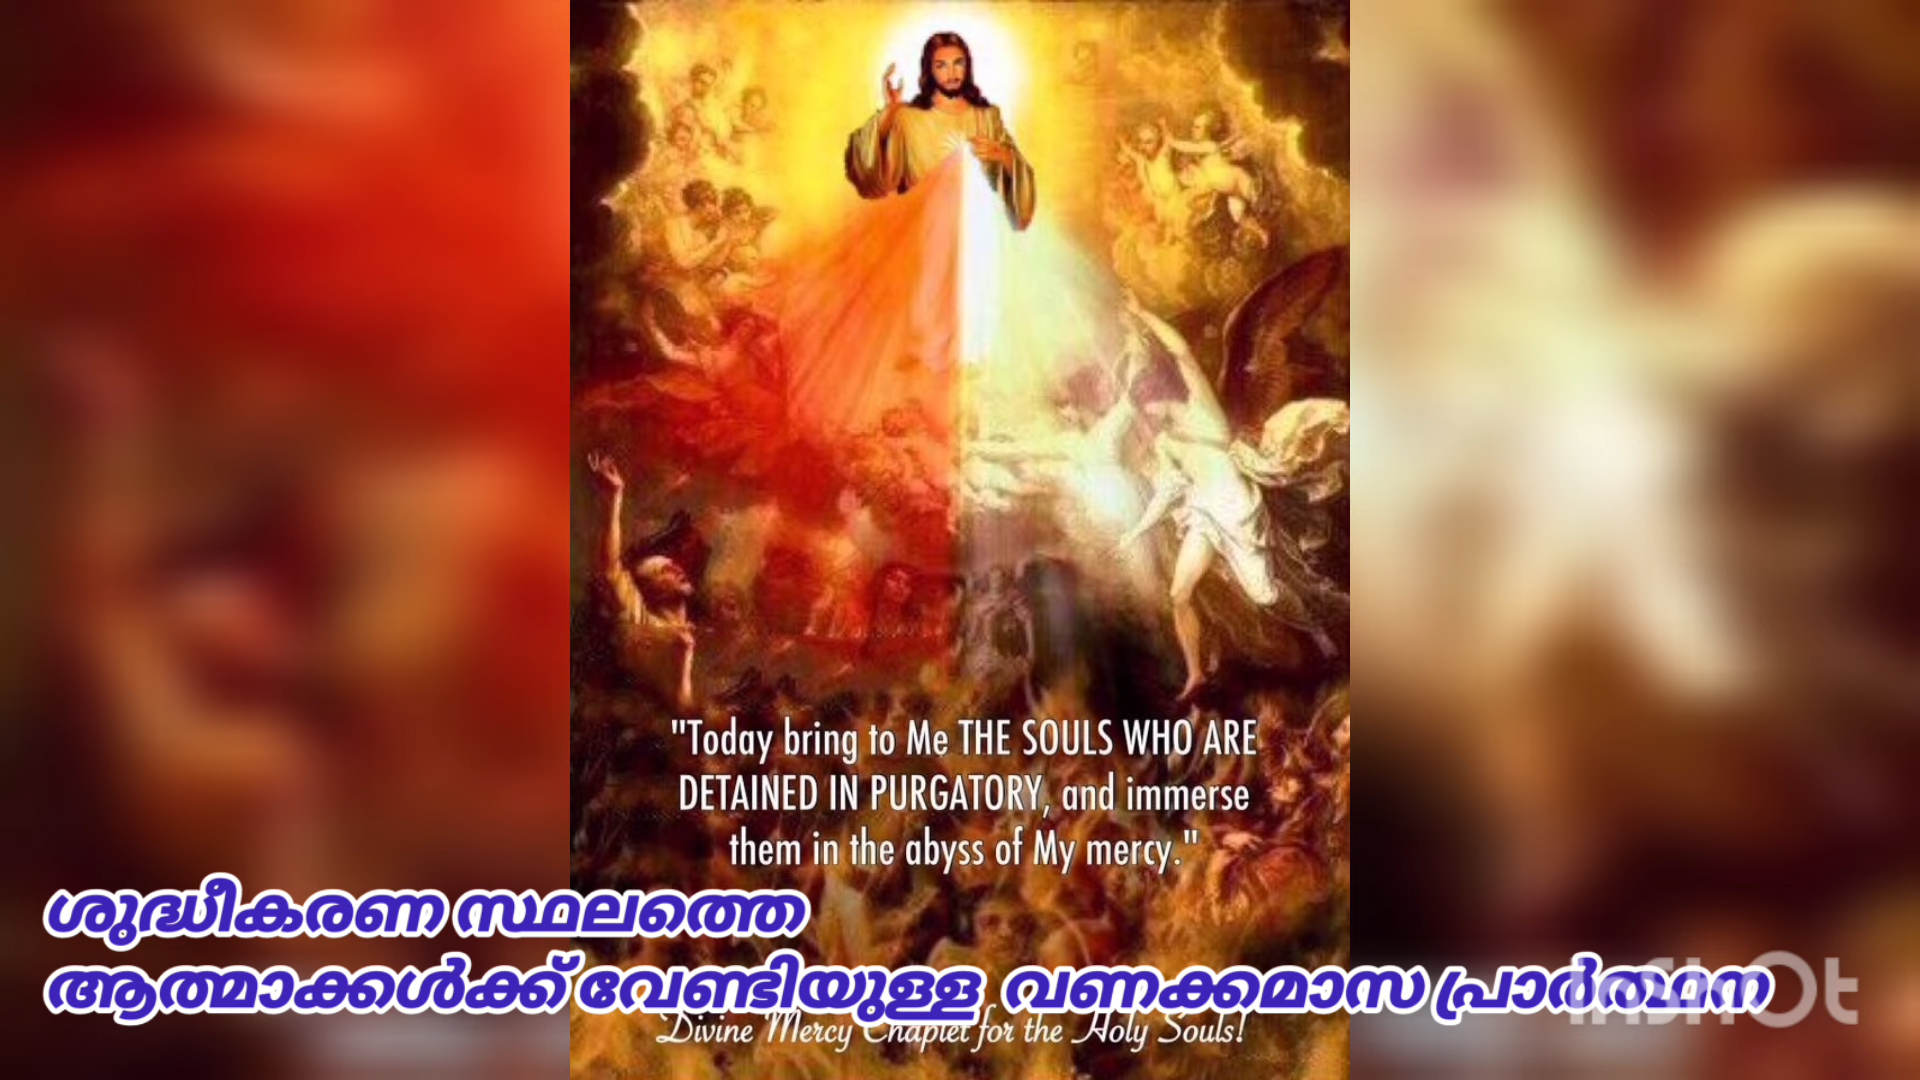 "Today bring to Me THE SOULS WHO ARE
DETAINED IN PURGATORY, and immerse
them in the abyss of My mercy."
ശുദ്ധീകരണ സ്ഥലത്തെ
ആത്മാക്കൾക്ക് വേണ്ടിയുള്ള വണക്കമാസ പ്രാർത്ഥന
InShOt
Divine Mercy Chaplet for the Holy Souls!